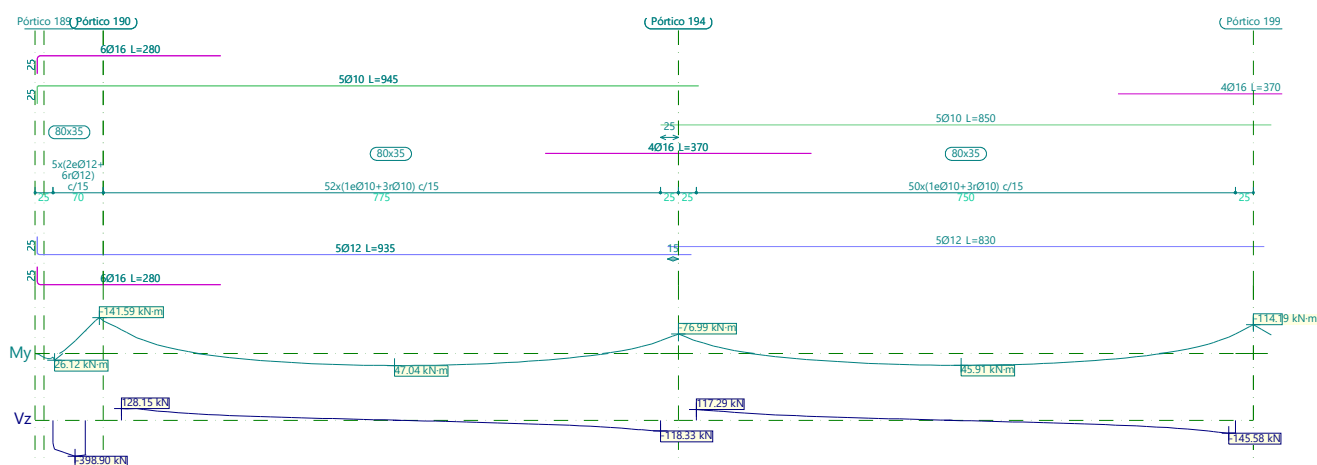 Pórtico 189
Pórtico 190
Pórtico 194
Pórtico 199
6Ø16 L=280
25
5Ø10 L=945
25
4Ø16 L=370
5Ø10 L=850
25
80x35
4Ø16 L=370
80x35
80x35
5x(2eØ12+
6rØ12)
c/15
52x(1eØ10+3rØ10) c/15
50x(1eØ10+3rØ10) c/15
25
70
775
25
25
750
25
25
5Ø12 L=935
15
5Ø12 L=830
25
6Ø16 L=280
-141.59 kN·m
-76.99 kN·m
-114.19 kN·m
My
26.12 kN·m
47.04 kN·m
45.91 kN·m
128.15 kN
117.29 kN
Vz
-118.33 kN
-145.58 kN
-398.90 kN